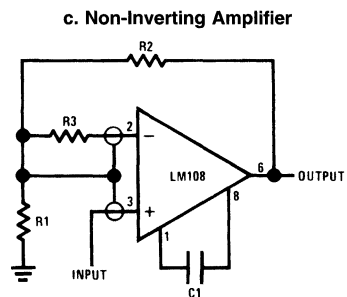 c. Non-Inverting Amplifier
R2
R3
2
−
LM108
6
OUTPUT
3
+
8
R1
1
INPUT
C1